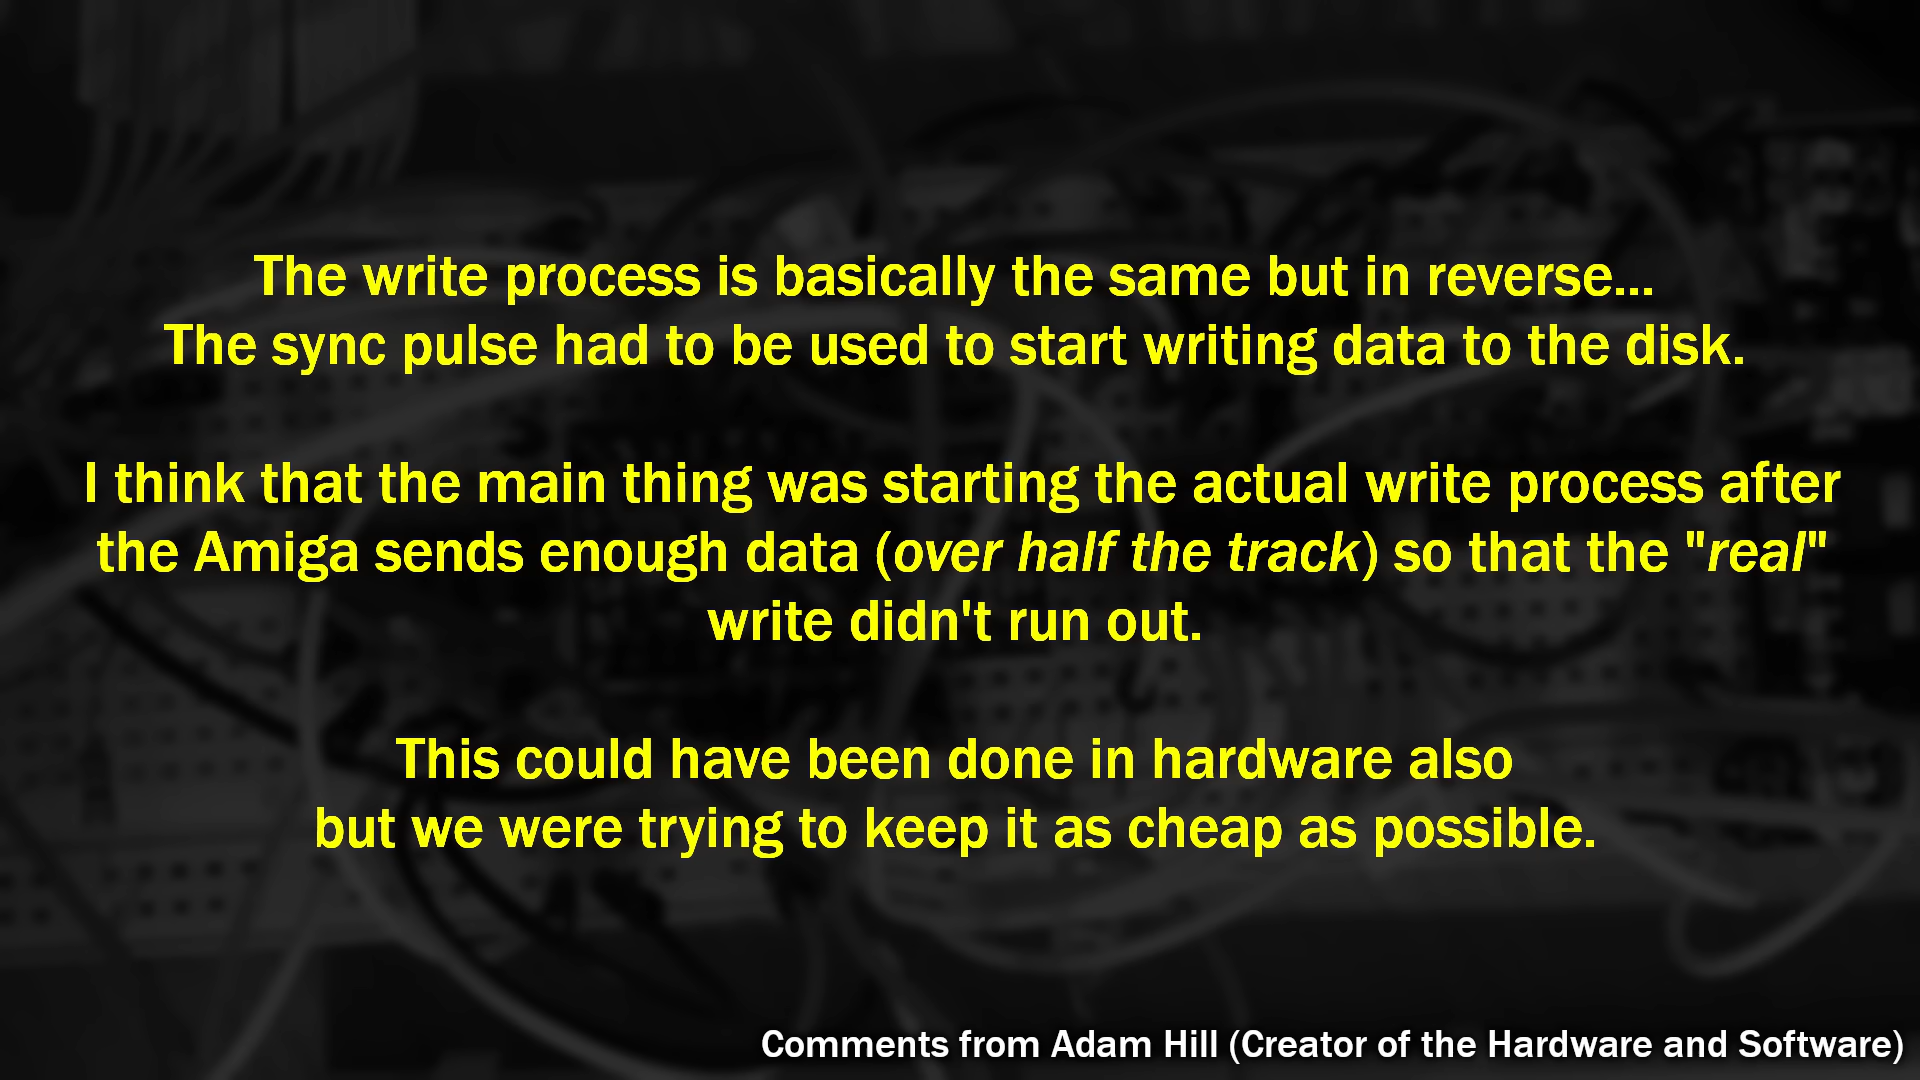 The write process is basically the same but in reverse...
The sync pulse had to be used to start writing data to the disk.
I think that the main thing was starting the actual write process after
the Amiga sends enough data (over half the track) so that the "real"
write didn't run out.
This could have been done in hardware also
but we were trying to keep it as cheap as possible.
Comments from Adam Hill (Creator of the Hardware and Software)